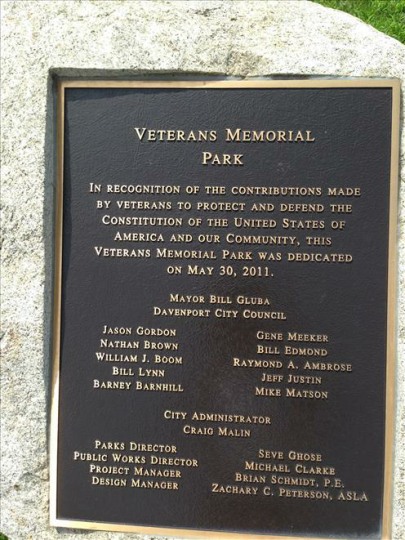 VETERANS MEMORIAL
PARK
IN RECOGNITION OF THE CONTRIBUTIONS MADE
BY VETERANS TO PROTECT AND DEFEND THE
CONSTITUTION OF THE UNITED STATES OF
AMERICA AND OUR COMMUNITY, THIS
VETERANS MEMORIAL PARK WAS DEDICATED
ON MAY 30, 2011.
MAYOR BILL GLUBA
DAVENPORT CITY COUNCIL
JASON GORDON
NATHAN BROWN
WILLIAM J. BOOM
BILL LYNN
BARNEY BARNHILL
GENE MEEKER
BILL EDMOND
RAYMOND A. AMBROSE
JEFF JUSTIN
MIKE MATSON
CITY ADMINISTRATOR
CRAIG MALIN
PARKS DIRECTOR SEVE GHOSE
PUBLIC WORKS DIRECTOR MICHAEL CLARKE
PROJECT MANAGER BRIAN SCHMIDT, P.E.
DESIGN MANAGER ZACHARY C. PETERSON, ASLA